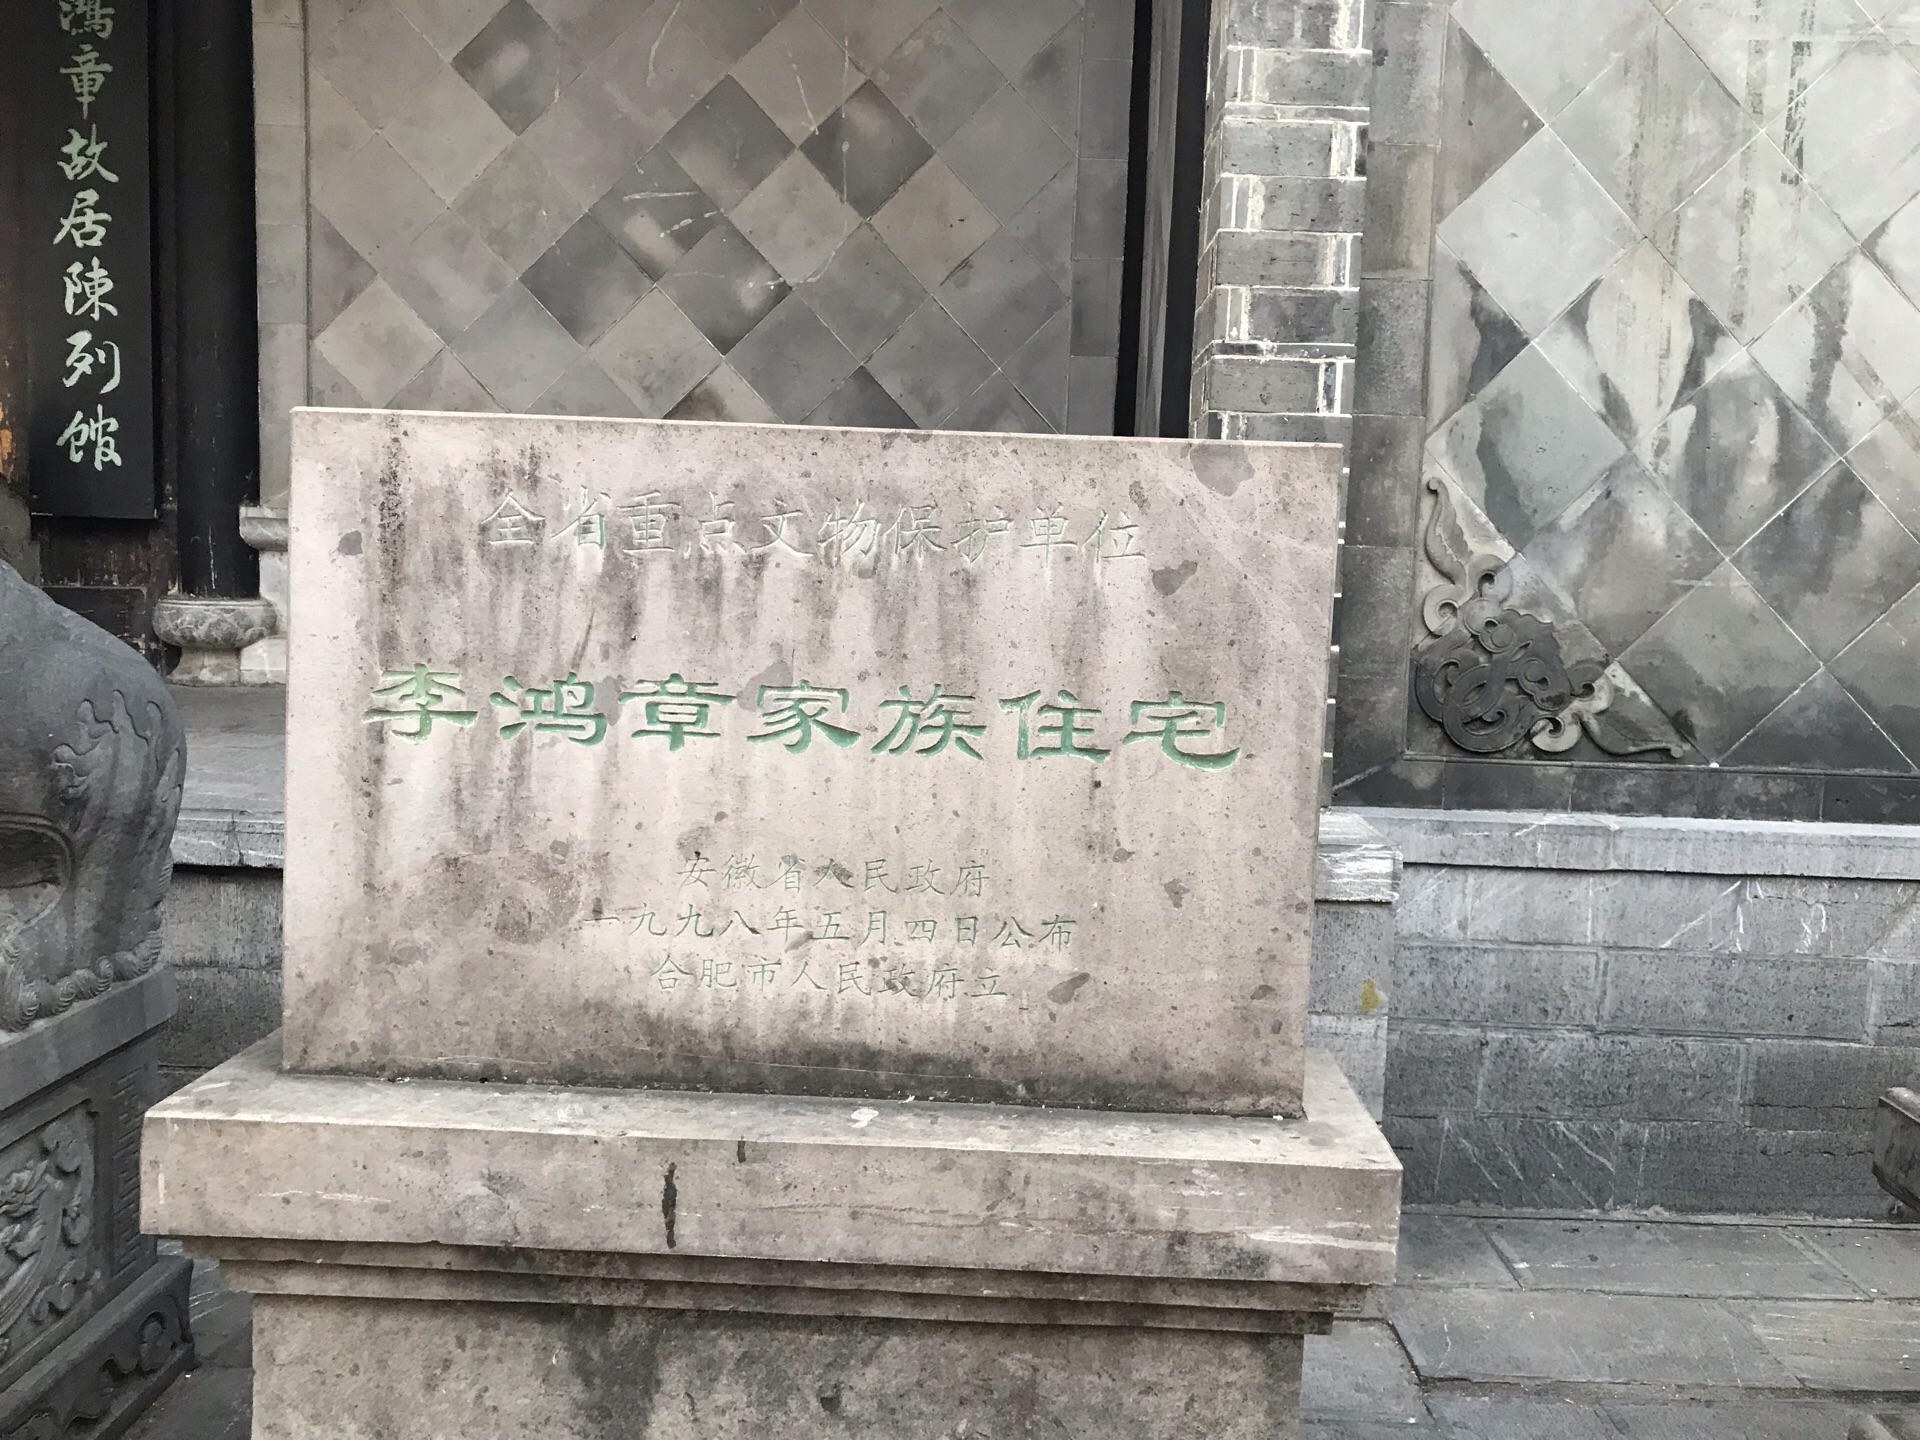 鴻章故居陳列館
全省重点文物保护单位
李鸿章家族住宅
安徽省人民政府
一九九八年五月四日公布
合肥市人民政府立